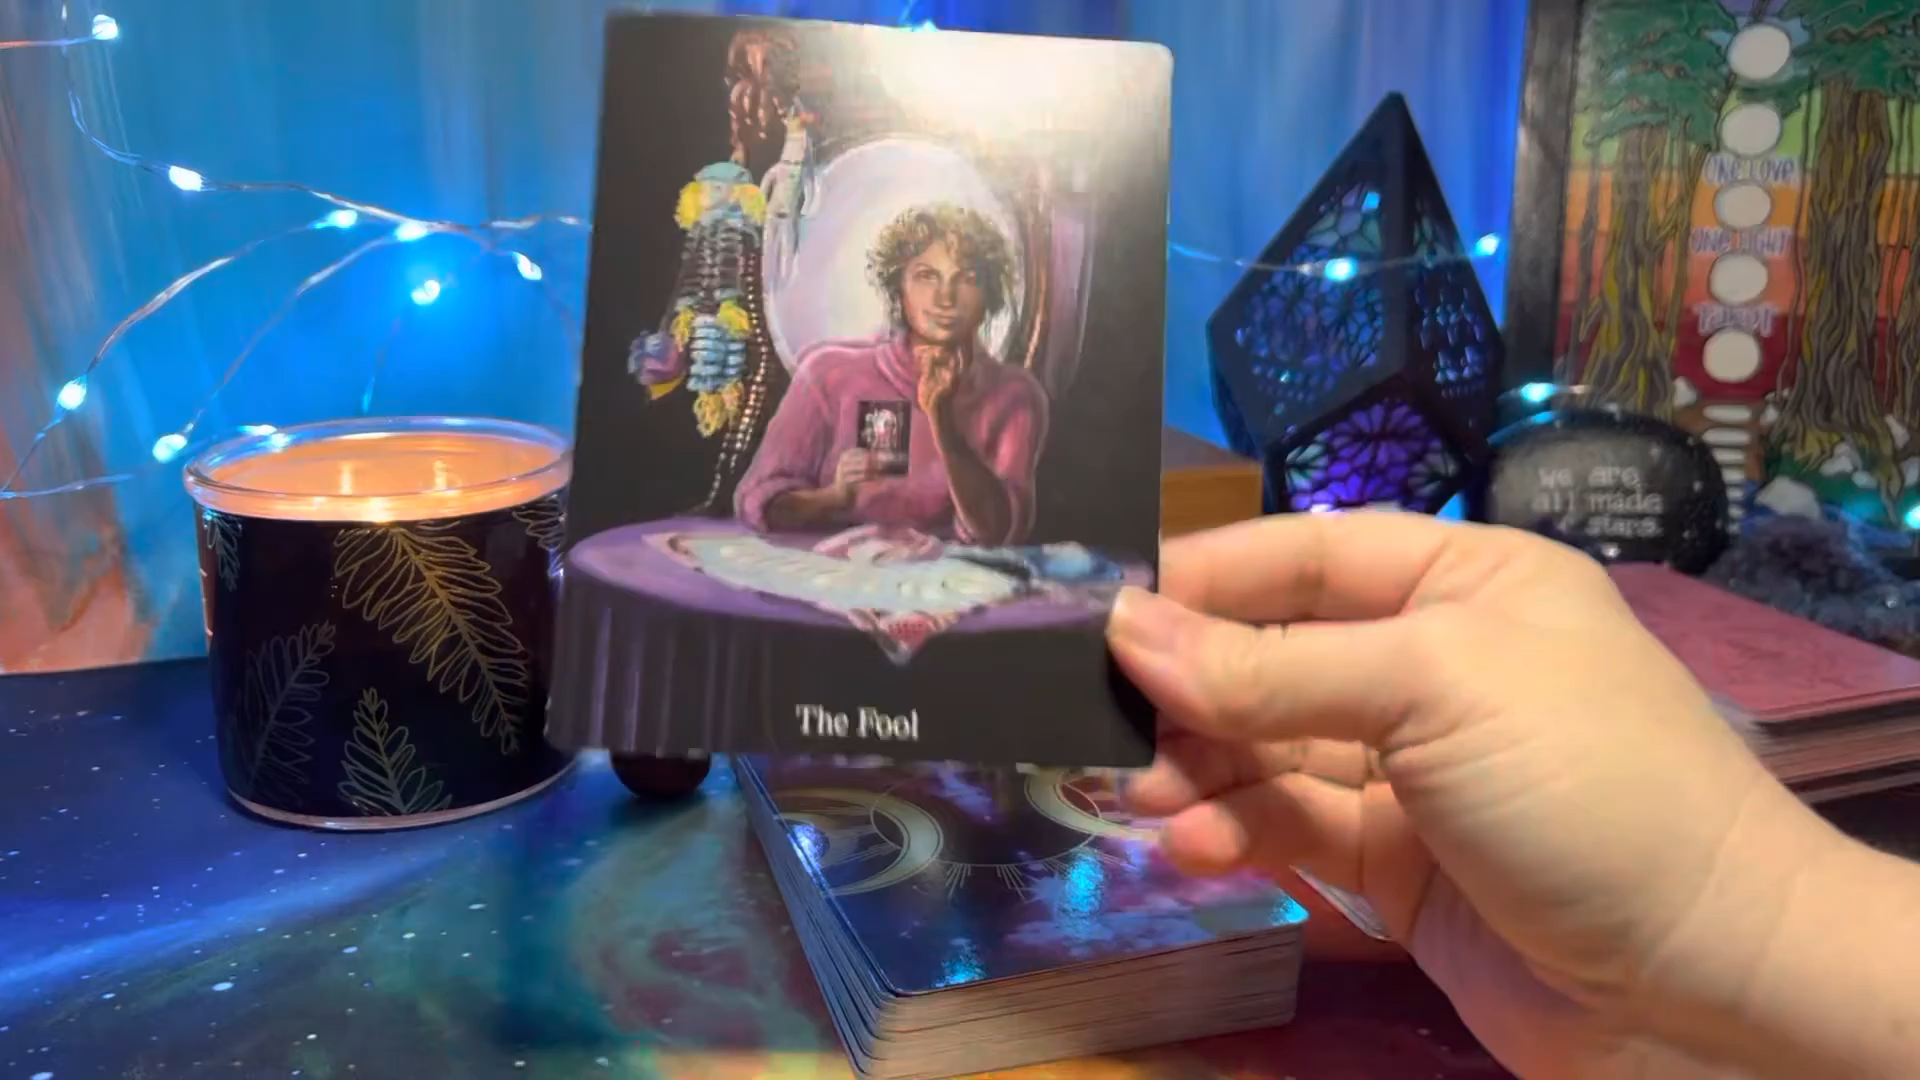 The Fool
ONE LOVE
ONE LIGHT
TAROT
we are
all made
of stars.